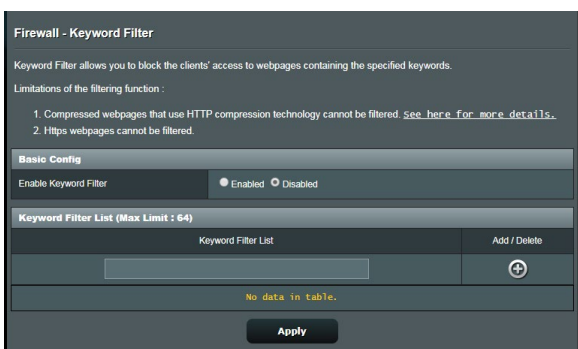 Firewall - Keyword Filter
Keyword Filter allows you to block the clients' access to webpages containing the specified keywords.
Limitations of the filtering function :
1. Compressed webpages that use HTTP compression technology cannot be filtered. See here for more details.
2. Https webpages cannot be filtered.
Basic Config
Enable Keyword Filter Enabled Disabled
Keyword Filter List (Max Limit : 64)
Keyword Filter List Add / Delete
No data in table.
Apply